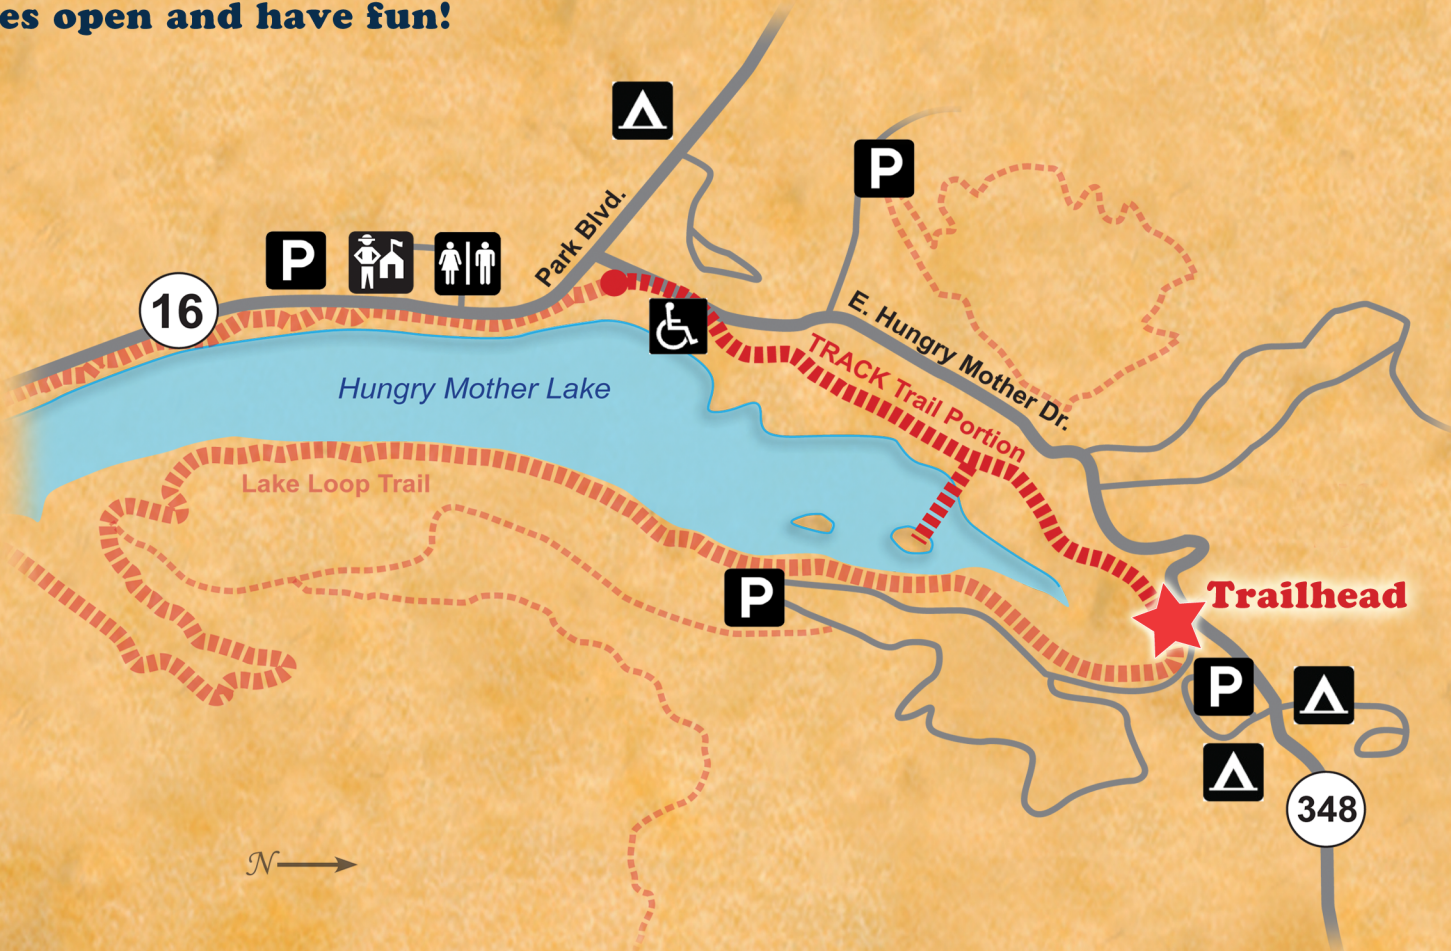 es open and have fun!
P
Park Blvd.
P
16
E. Hungry Mother Dr.
TRACK Trail Portion
Hungry Mother Lake
Lake Loop Trail
P
Trailhead
P
348
N